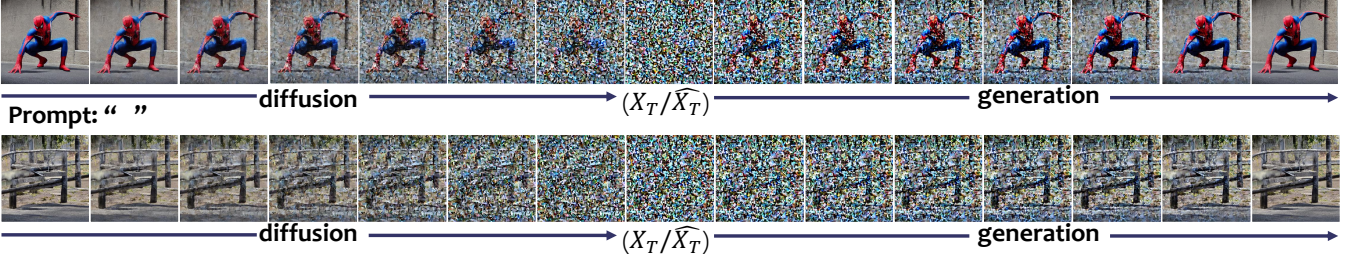 diffusion (X_T/\widehat{X_T}) generation
Prompt: “ ”
diffusion (X_T/\widehat{X_T}) generation